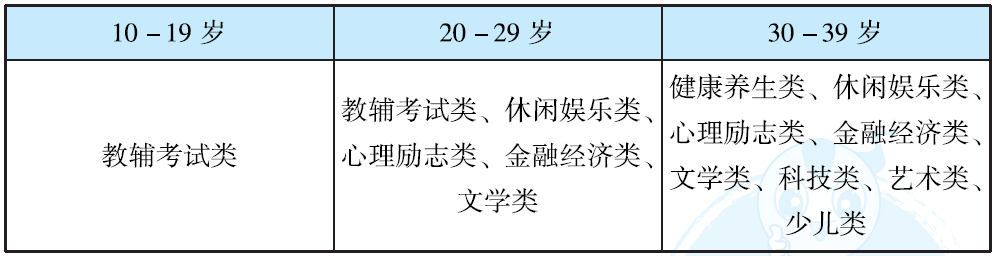 10－19 岁
20－29 岁
30－39 岁
教辅考试类
教辅考试类、休闲娱乐类、
心理励志类、金融经济类、
文学类
健康养生类、休闲娱乐类、
心理励志类、金融经济类、
文学类、科技类、艺术类、
少儿类